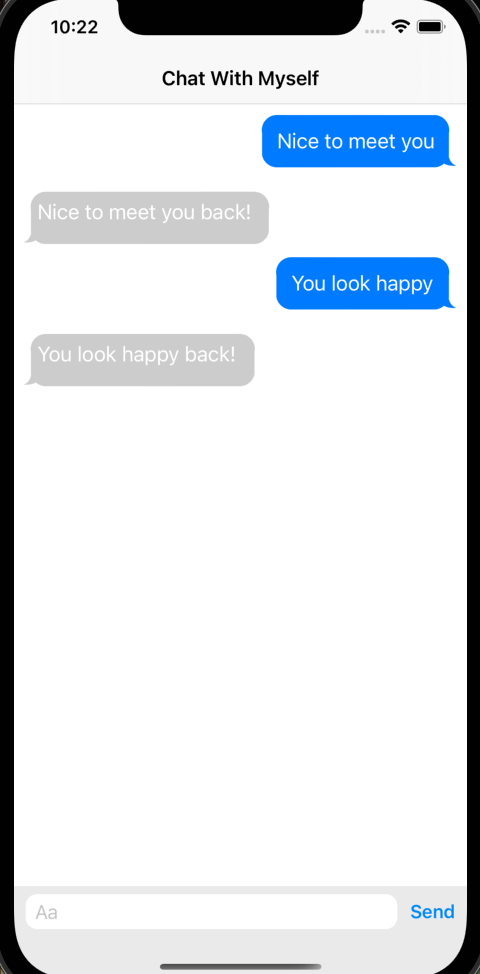 10:22
Chat With Myself
Nice to meet you
Nice to meet you back!
You look happy
You look happy back!
Aa
Send